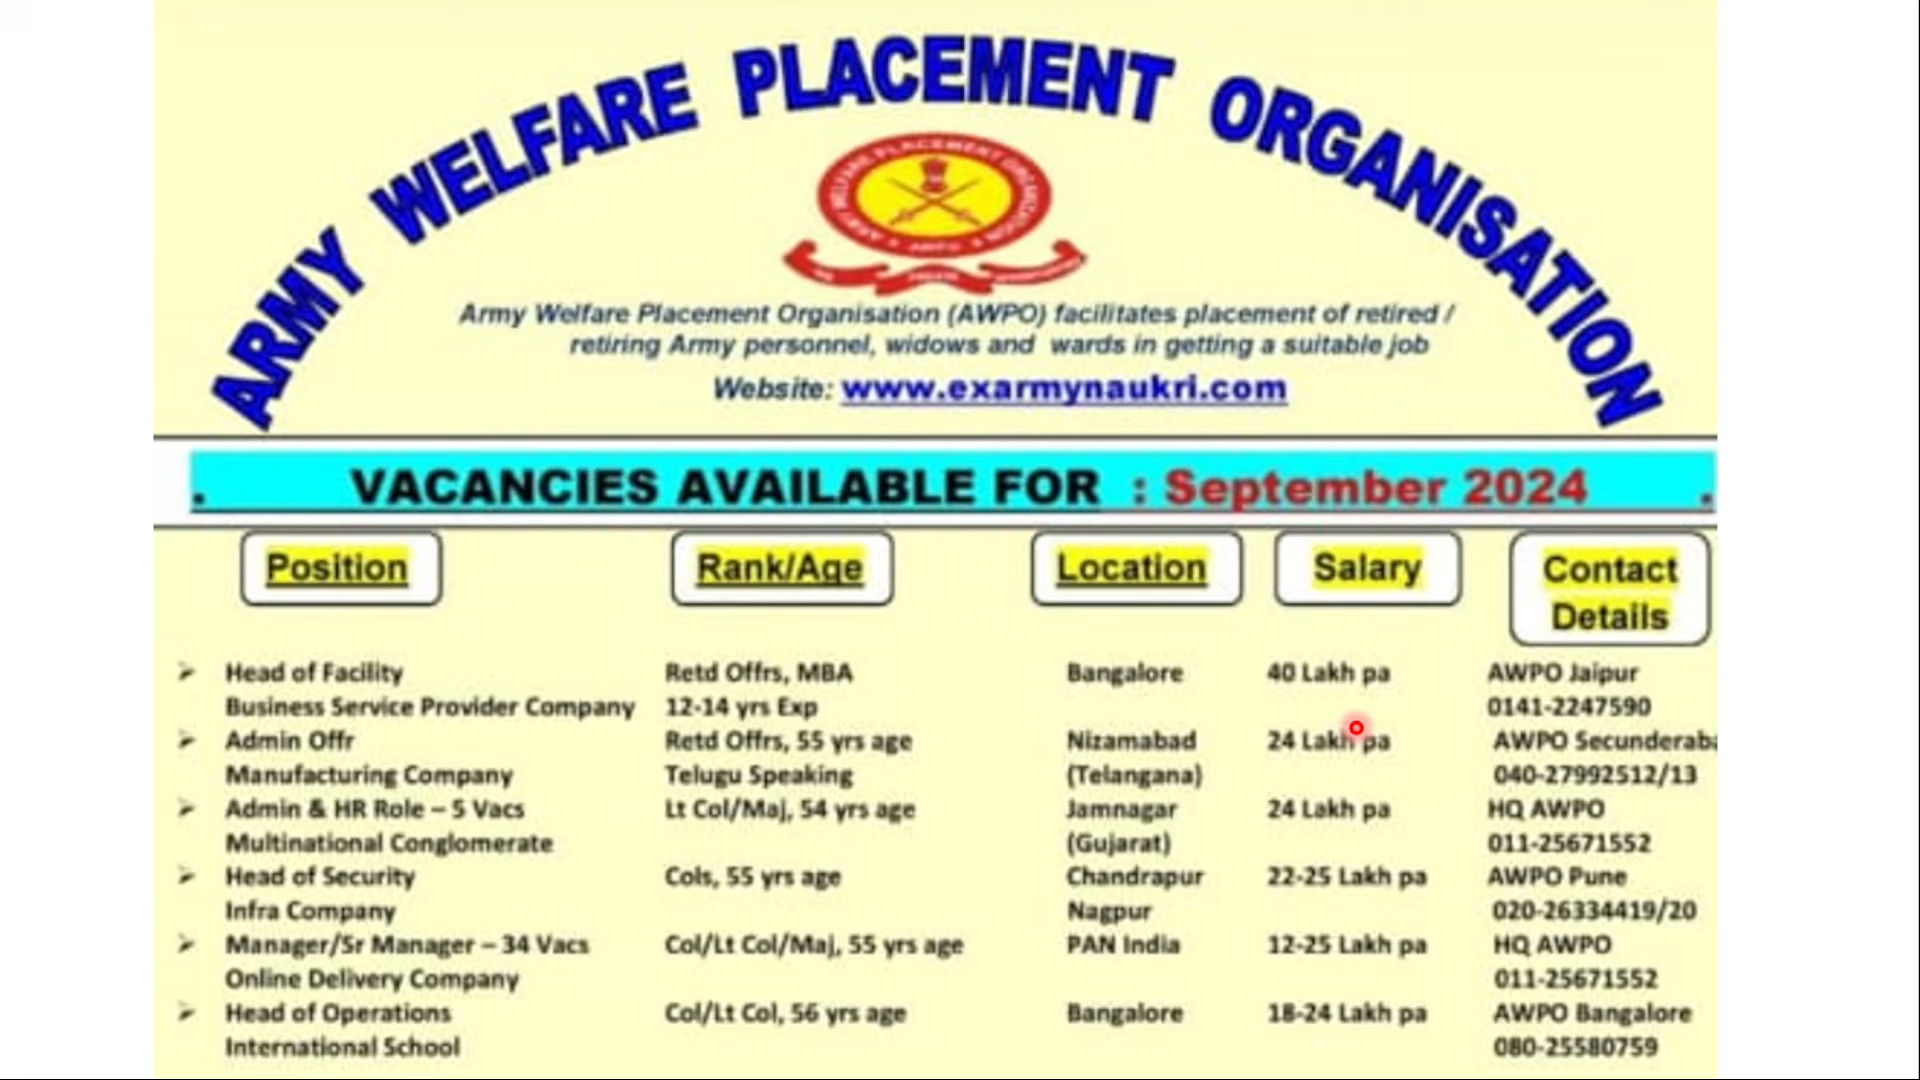 ARMY WELFARE PLACEMENT ORGANISATION
ARMY WELFARE PLACEMENT ORGANISATION
AWPO
Army Welfare Placement Organisation (AWPO) facilitates placement of retired /
retiring Army personnel, widows and wards in getting a suitable job
Website: www.exarmynaukri.com
. VACANCIES AVAILABLE FOR : September 2024 .
Position Rank/Age Location Salary Contact
Details
Head of Facility Retd Offrs, MBA Bangalore 40 Lakh pa AWPO Jaipur
Business Service Provider Company 12-14 yrs Exp 0141-2247590
Admin Offr Retd Offrs, 55 yrs age Nizamabad 24 Lakh pa AWPO Secunderaba
Manufacturing Company Telugu Speaking (Telangana) 040-27992512/13
Admin & HR Role – 5 Vacs Lt Col/Maj, 54 yrs age Jamnagar 24 Lakh pa HQ AWPO
Multinational Conglomerate (Gujarat) 011-25671552
Head of Security Cols, 55 yrs age Chandrapur 22-25 Lakh pa AWPO Pune
Infra Company Nagpur 020-26334419/20
Manager/Sr Manager – 34 Vacs Col/Lt Col/Maj, 55 yrs age PAN India 12-25 Lakh pa HQ AWPO
Online Delivery Company 011-25671552
Head of Operations Col/Lt Col, 56 yrs age Bangalore 18-24 Lakh pa AWPO Bangalore
International School 080-25580759